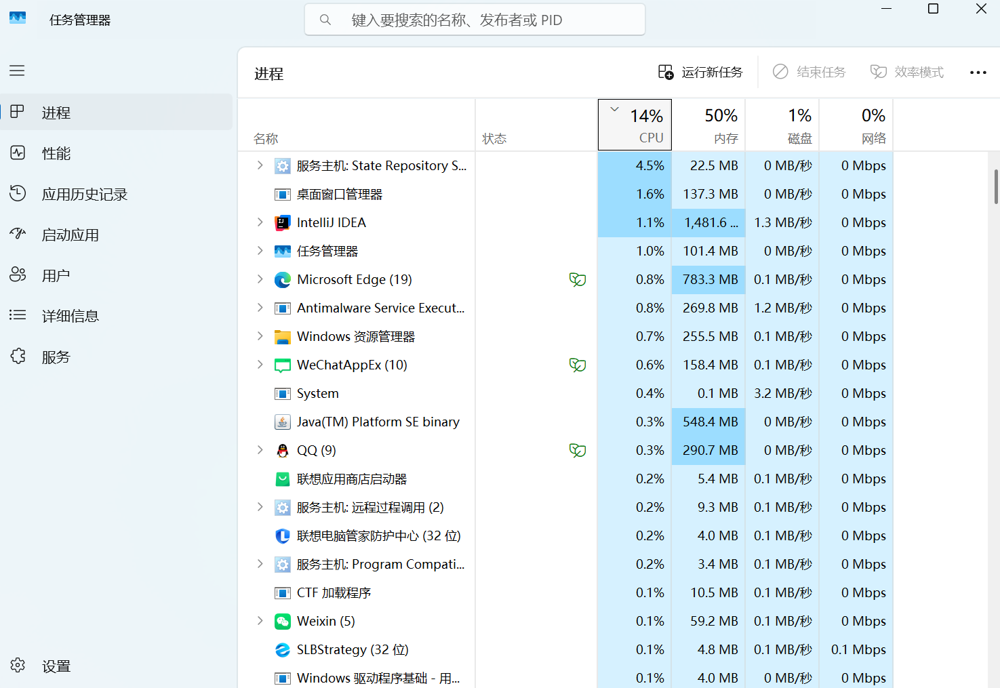 任务管理器
键入要搜索的名称、发布者或 PID
进程
运行新任务
结束任务
效率模式
进程
性能
应用历史记录
启动应用
用户
详细信息
服务
设置
名称 状态 14% CPU 50% 内存 1% 磁盘 0% 网络
服务主机: State Repository S... 4.5% 22.5 MB 0 MB/秒 0 Mbps
桌面窗口管理器 1.6% 137.3 MB 0 MB/秒 0 Mbps
IntelliJ IDEA 1.1% 1,481.6 ... 1.3 MB/秒 0 Mbps
任务管理器 1.0% 101.4 MB 0 MB/秒 0 Mbps
Microsoft Edge (19) 0.8% 783.3 MB 0.1 MB/秒 0 Mbps
Antimalware Service Execut... 0.8% 269.8 MB 1.2 MB/秒 0 Mbps
Windows 资源管理器 0.7% 255.5 MB 0.1 MB/秒 0 Mbps
WeChatAppEx (10) 0.6% 158.4 MB 0.1 MB/秒 0 Mbps
System 0.4% 0.1 MB 3.2 MB/秒 0 Mbps
Java(TM) Platform SE binary 0.3% 548.4 MB 0 MB/秒 0 Mbps
QQ (9) 0.3% 290.7 MB 0 MB/秒 0 Mbps
联想应用商店启动器 0.2% 5.4 MB 0.1 MB/秒 0 Mbps
服务主机: 远程过程调用 (2) 0.2% 9.3 MB 0.1 MB/秒 0 Mbps
联想电脑管家防护中心 (32 位) 0.2% 4.0 MB 0.1 MB/秒 0 Mbps
服务主机: Program Compati... 0.2% 3.4 MB 0.1 MB/秒 0 Mbps
CTF 加载程序 0.1% 10.5 MB 0.1 MB/秒 0 Mbps
Weixin (5) 0.1% 59.2 MB 0.1 MB/秒 0 Mbps
SLBStrategy (32 位) 0.1% 4.8 MB 0.1 MB/秒 0.1 Mbps
Windows 驱动程序基础 - 用... 0.1% 4.0 MB 0 MB/秒 0 Mbps